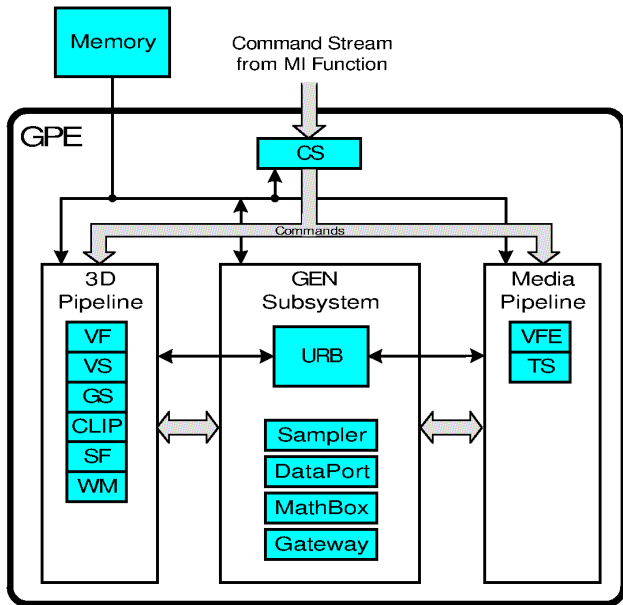 Memory
Command Stream
from MI Function
GPE
CS
Commands
3D
Pipeline
VF
VS
GS
CLIP
SF
WM
GEN
Subsystem
URB
Sampler
DataPort
MathBox
Gateway
Media
Pipeline
VFE
TS